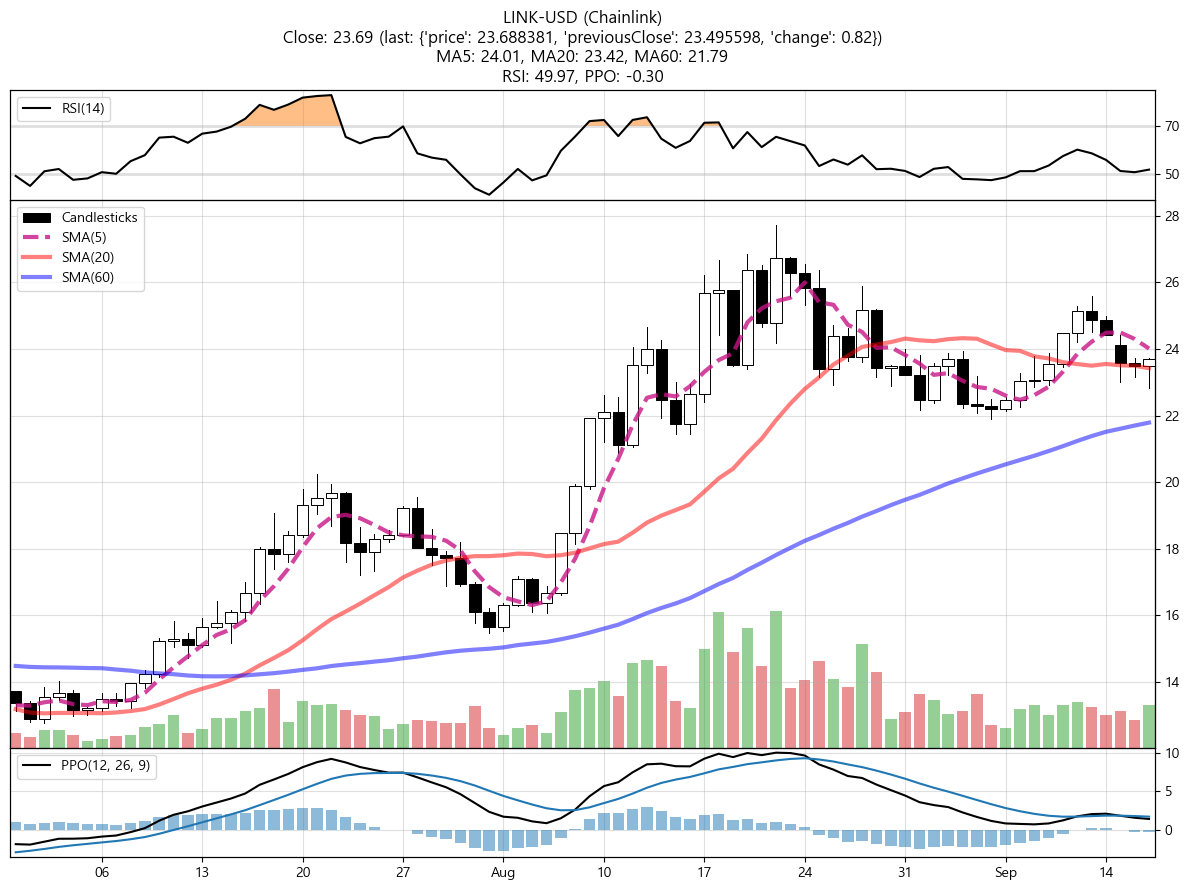 LINK-USD (Chainlink)
Close: 23.69 (last: {'price': 23.688381, 'previousClose': 23.495598, 'change': 0.82})
MA5: 24.01, MA20: 23.42, MA60: 21.79
RSI: 49.97, PPO: -0.30
RSI(14)
70
50
Candlesticks
SMA(5)
SMA(20)
SMA(60)
28
26
24
22
20
18
16
14
PPO(12, 26, 9)
10
5
0
06 13 20 27 Aug 10 17 24 31 Sep 14